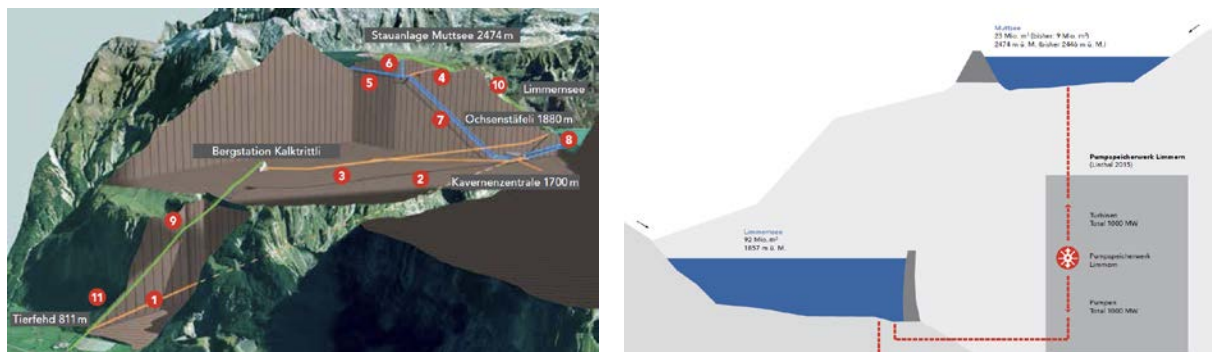 Stauanlage Muttsee 2474 m
6
5
4
10
Limmernsee
7
Ochsenstäfeli 1880 m
8
Bergstation Kalktrittli
3
2
Kavernenzentrale 1700 m
9
11
1
Tierfehd 811 m
Muttsee
23 Mio. m³ (bisher: 9 Mio. m³)
2474 m ü. M. (bisher 2446 m ü. M.)
Pumpspeicherwerk Limmern
(Linthal 2015)
Turbinen
Total 1000 MW
Limmernsee
92 Mio. m³
1857 m ü. M.
Pumpspeicherwerk
Limmern
Pumpen
Total 1000 MW